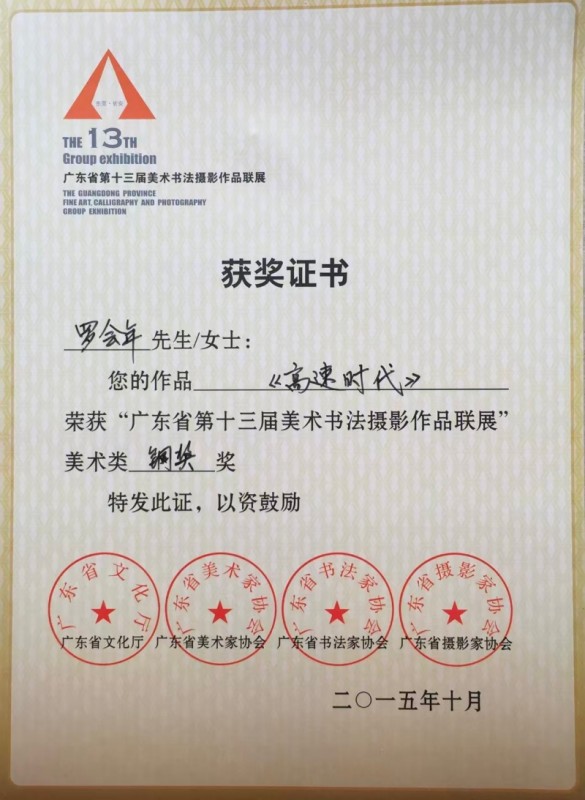 THE 13TH
Group exhibition
广东省第十三届美术书法摄影作品联展
THE GUANGDONG PROVINCE
FINE ART, CALLIGRAPHY AND PHOTOGRAPHY
GROUP EXHIBITION
获奖证书
罗会年 先生/女士：
您的作品 《高速时代》
荣获“广东省第十三届美术书法摄影作品联展”
美术类 铜奖 奖
特发此证，以资鼓励
广东省文化厅 广东省美术家协会 广东省书法家协会 广东省摄影家协会
广东省文化厅 广东省美术家协会 广东省书法家协会 广东省摄影家协会
二〇一五年十月